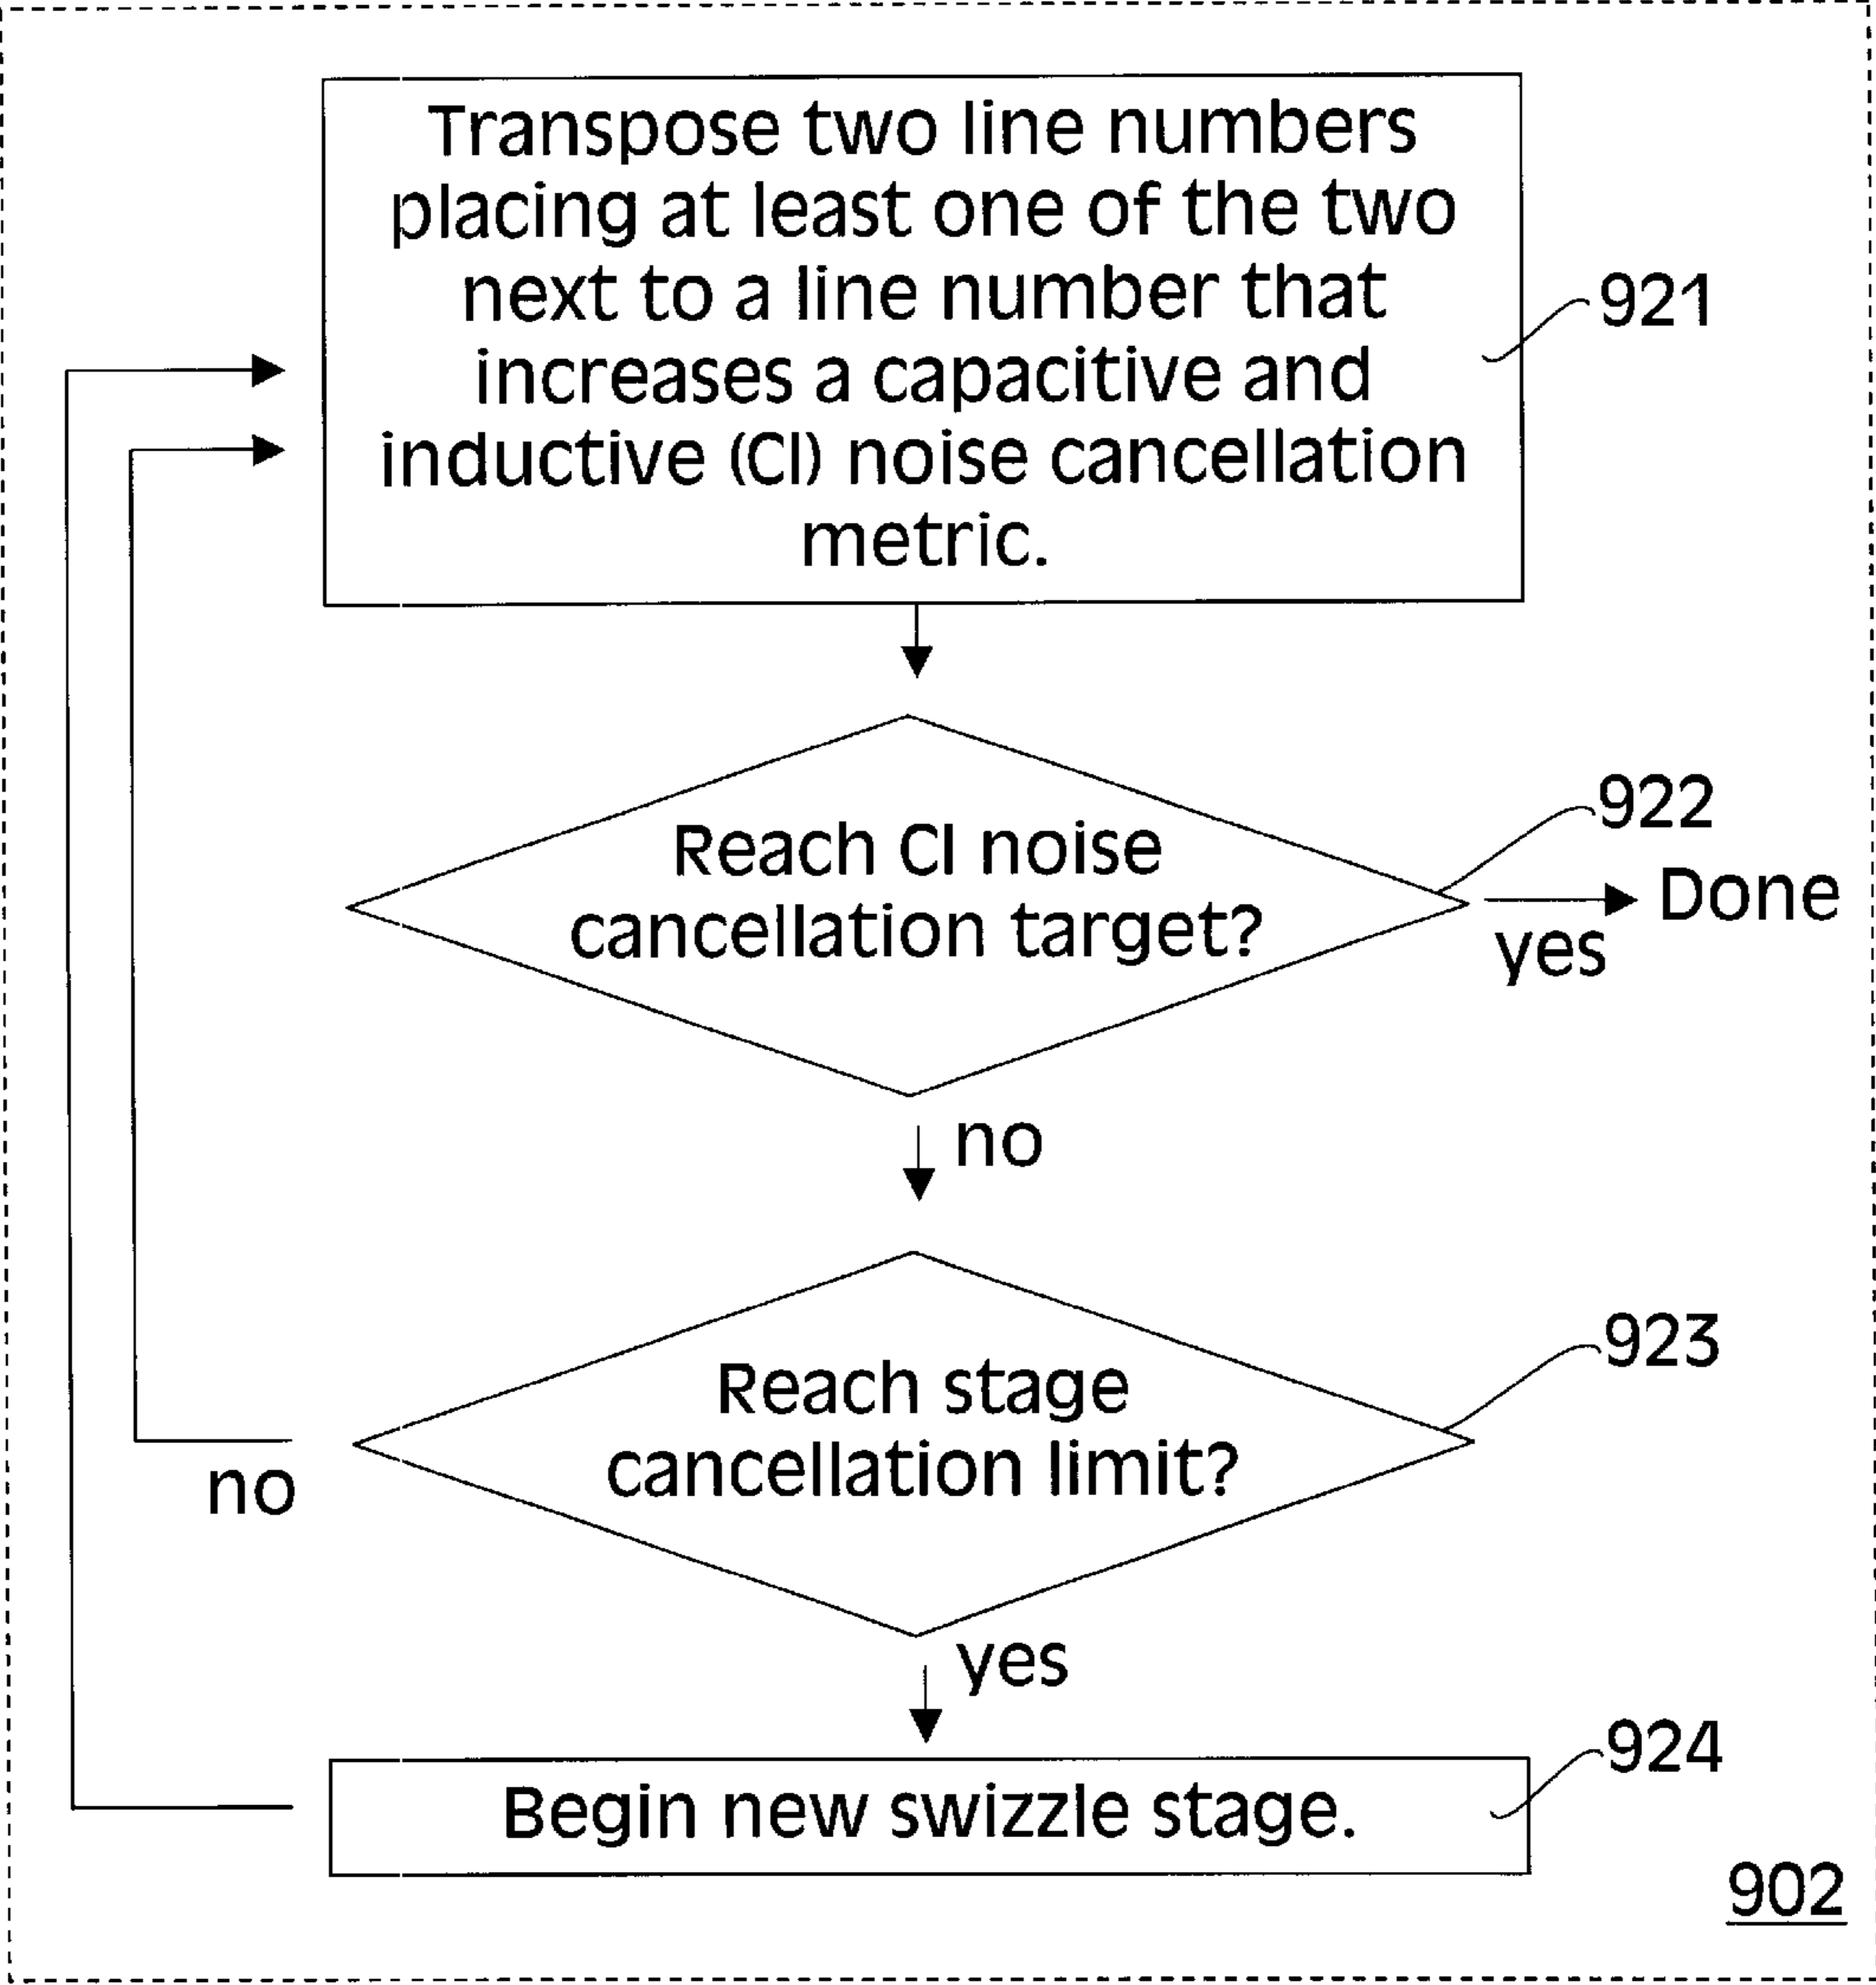 Transpose two line numbers
placing at least one of the two
next to a line number that
increases a capacitive and
inductive (CI) noise cancellation
metric.
921
Reach CI noise
cancellation target?
922
Done
yes
no
Reach stage
cancellation limit?
923
no
yes
Begin new swizzle stage.
924
902